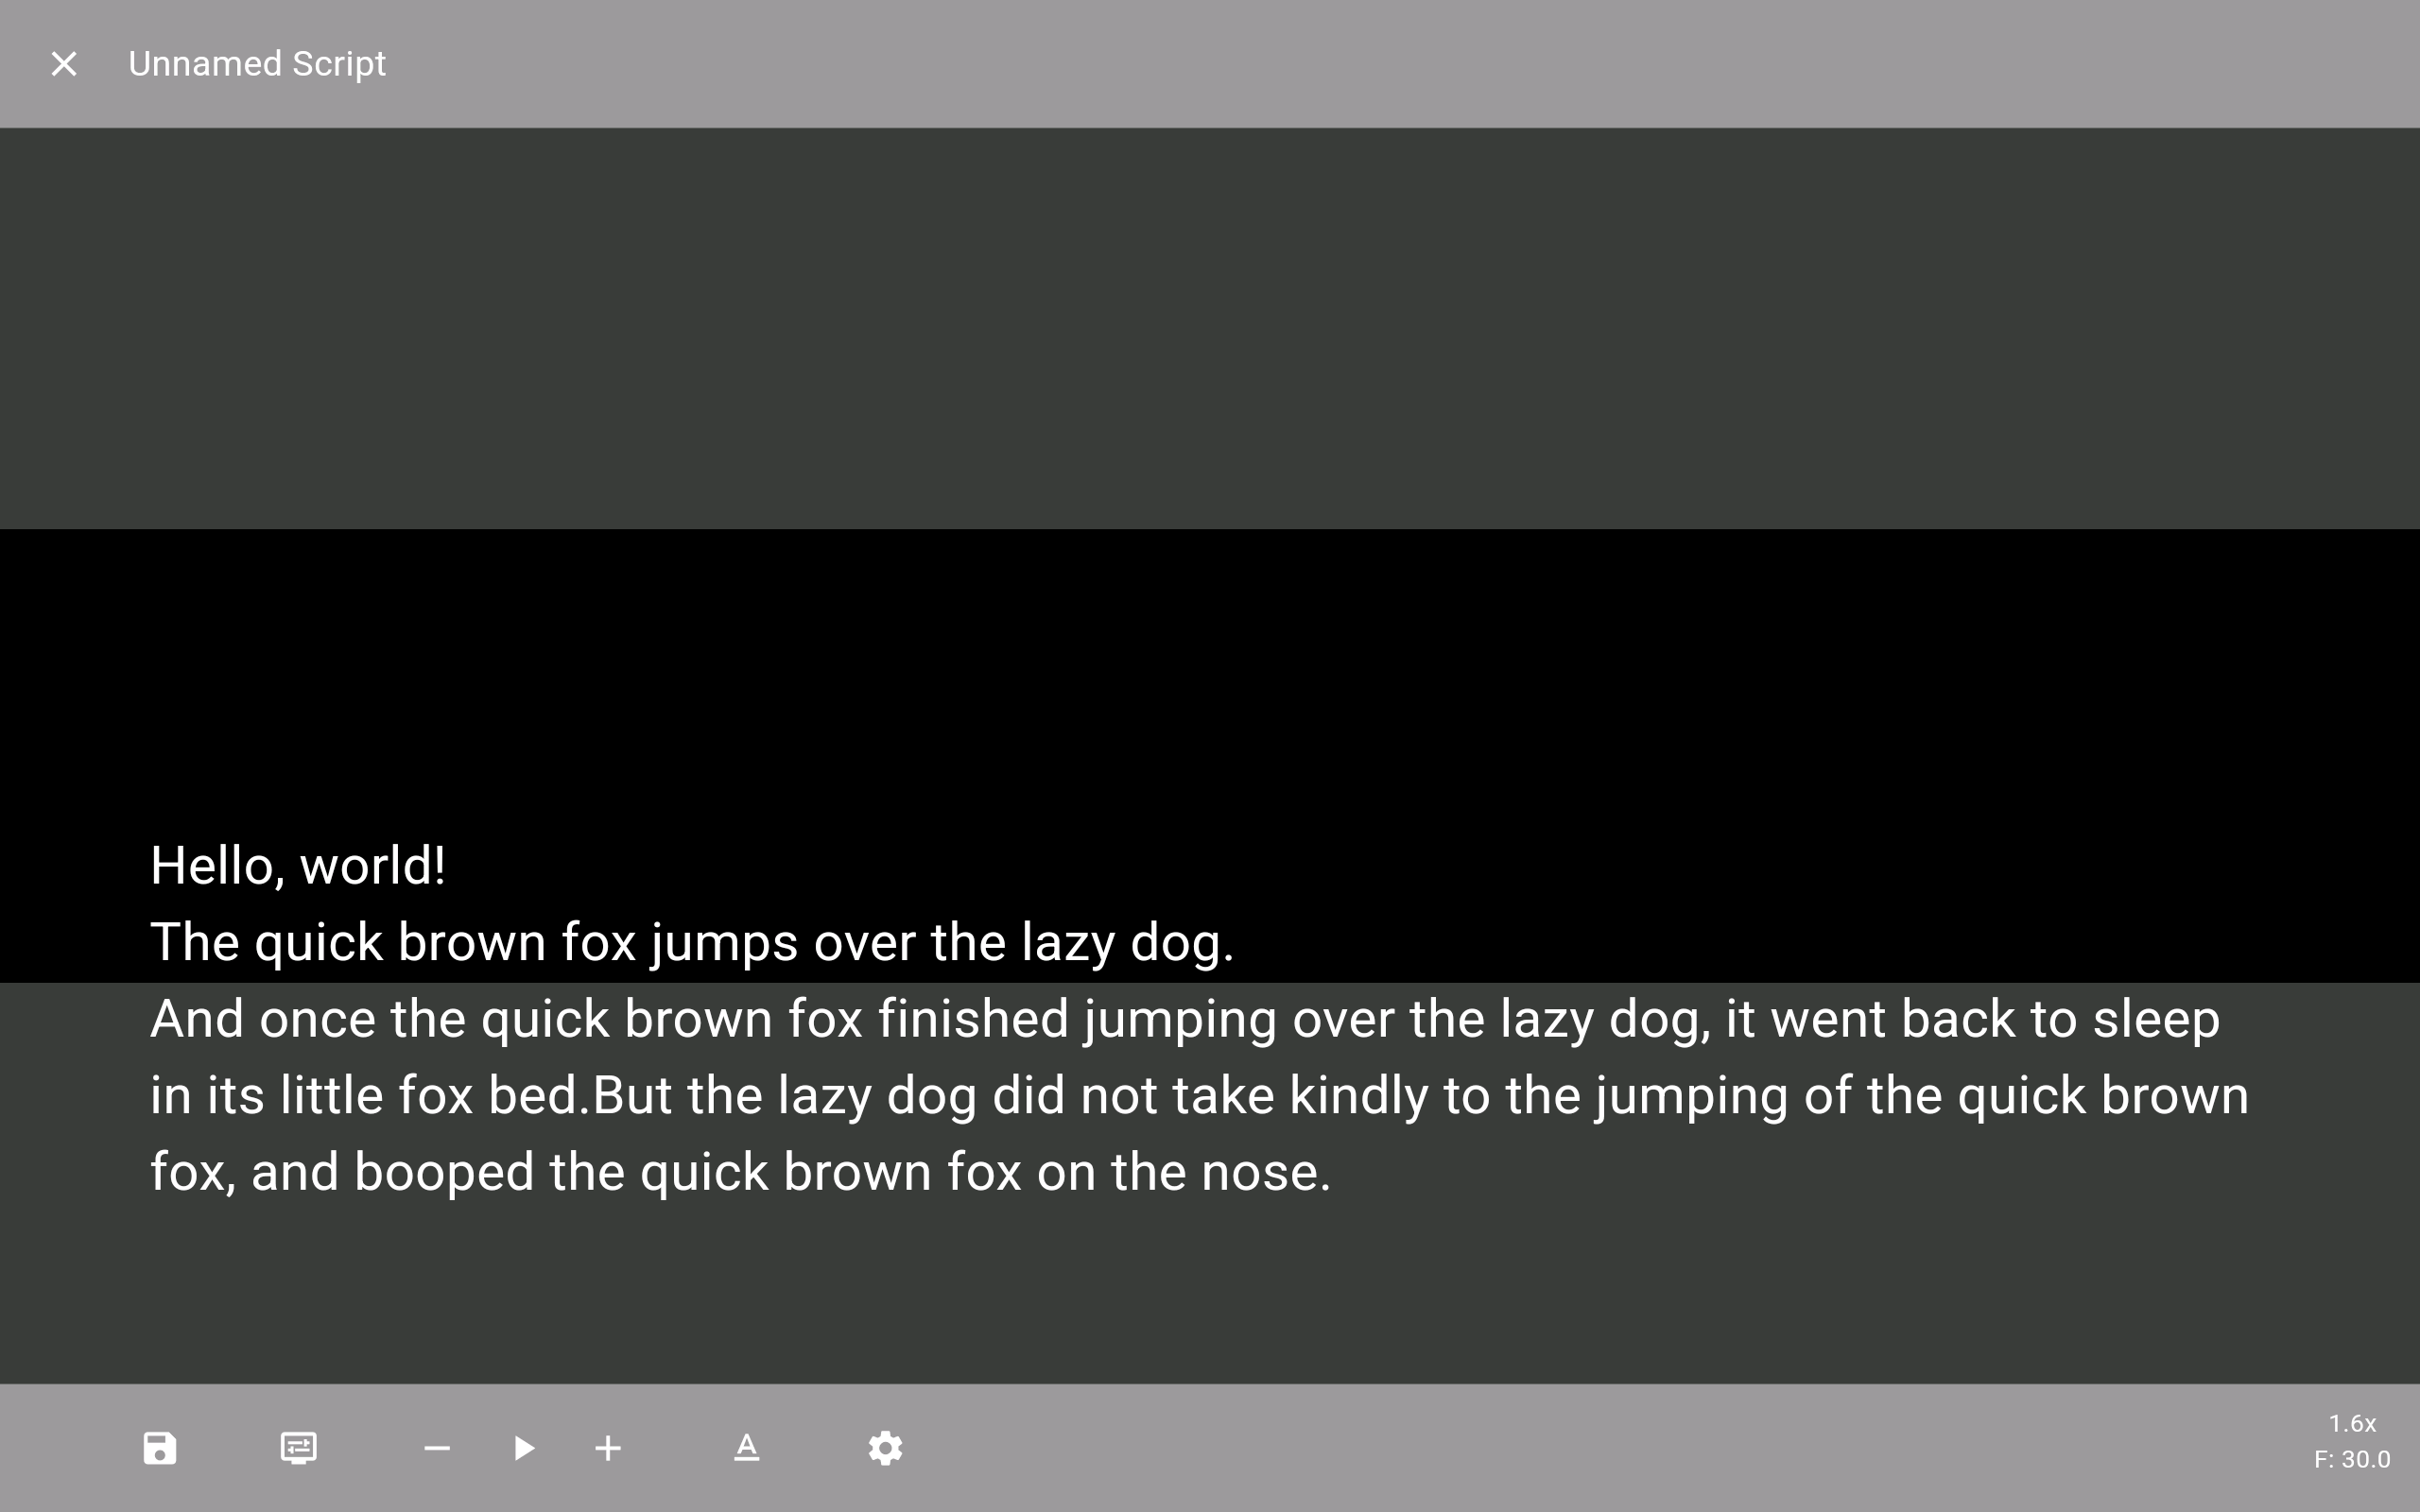 Unnamed Script
Hello, world!
The quick brown fox jumps over the lazy dog.
And once the quick brown fox finished jumping over the lazy dog, it went back to sleep
in its little fox bed.But the lazy dog did not take kindly to the jumping of the quick brown
fox, and booped the quick brown fox on the nose.
1.6x
F: 30.0